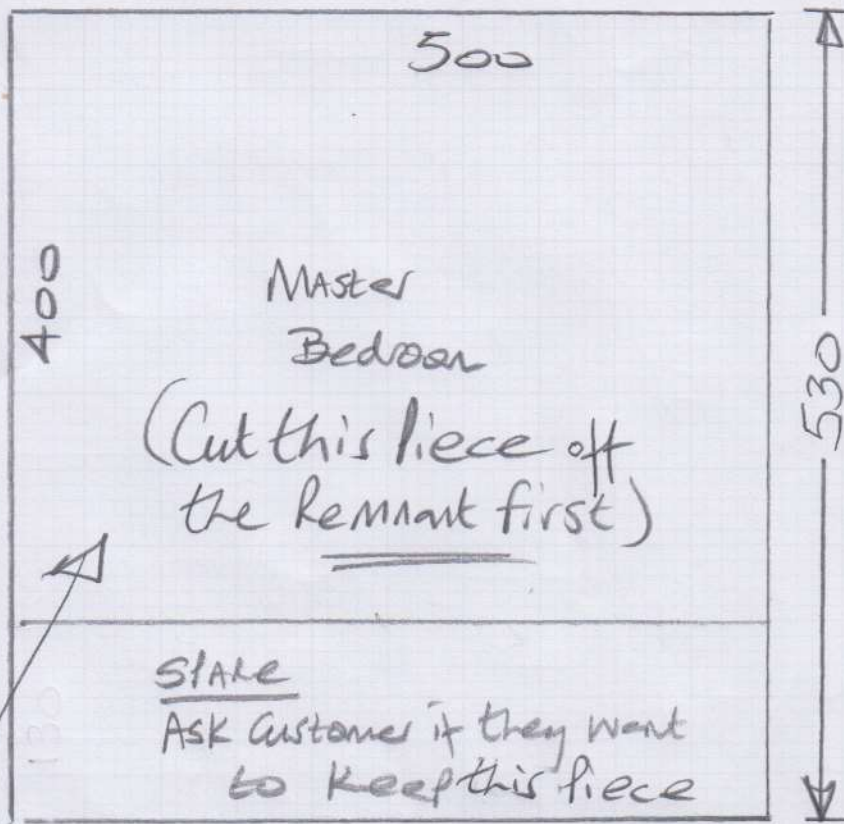 500
400
Master
Bedroom
(Cut this Piece off
the Remnant first)
530
130
SPARE
ASK Customer if they want
to Keep this Piece